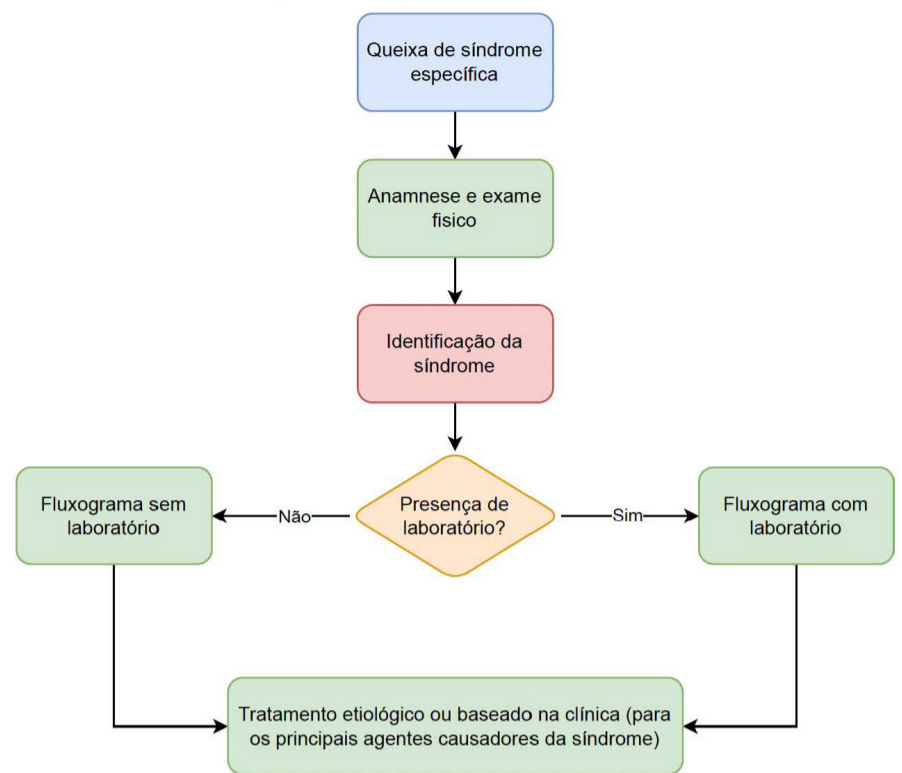 Queixa de síndrome
específica
Anamnese e exame
fisico
Identificação da
síndrome
Presença de
laboratório?
Fluxograma sem
laboratório
Não
Sim
Fluxograma com
laboratório
Tratamento etiológico ou baseado na clínica (para
os principais agentes causadores da síndrome)